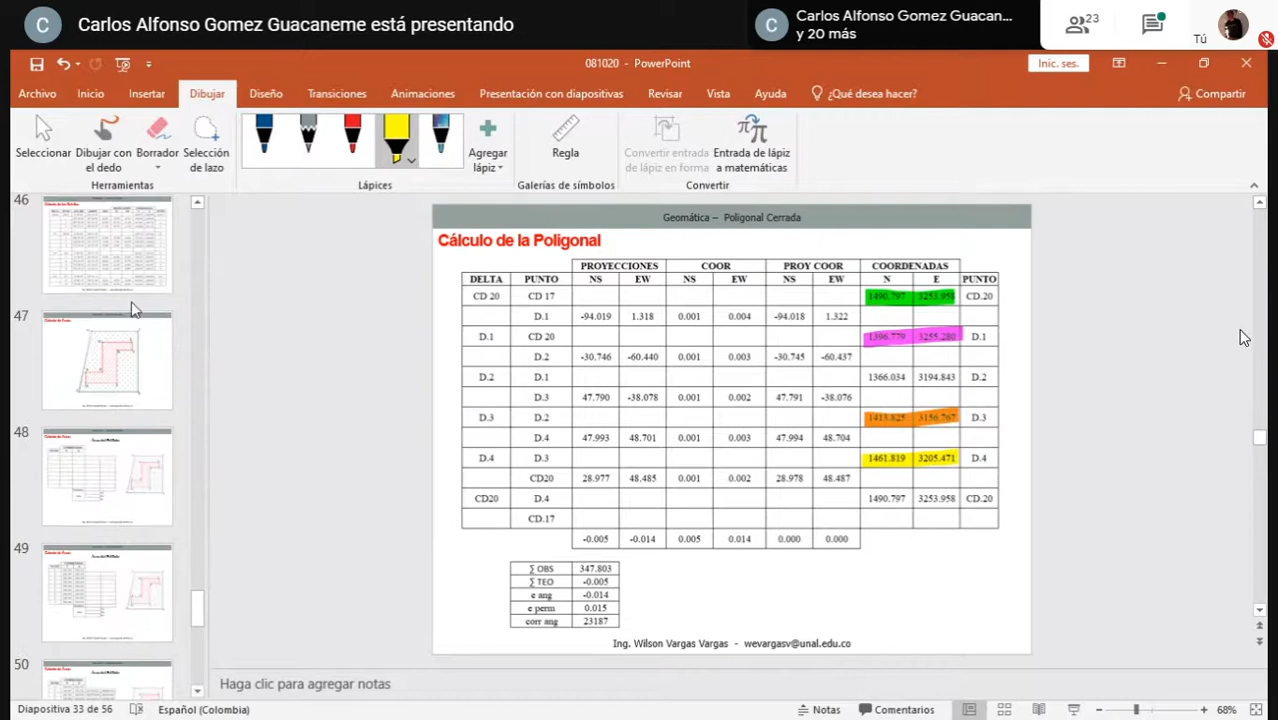 C Carlos Alfonso Gomez Guacaneme está presentando
C Carlos Alfonso Gomez Guacan...
y 20 más
23
Tú
081020 - PowerPoint
Inic. ses.
Archivo Inicio Insertar Dibujar Diseño Transiciones Animaciones Presentación con diapositivas Revisar Vista Ayuda ¿Qué desea hacer? Compartir
Seleccionar Dibujar con el dedo Borrador Selección de lazo Agregar lápiz Regla Convertir entrada de lápiz en forma Entrada de lápiz a matemáticas
Herramientas Lápices Galerías de símbolos Convertir
46
47
48
49
50
Geomática – Poligonal Cerrada
Cálculo de la Poligonal
PROYECCIONES COOR PROY COOR COORDENADAS
DELTA PUNTO NS EW NS EW NS EW N E PUNTO
CD 20 CD 17 1490.797 3253.958 CD.20
D.1 -94.019 1.318 0.001 0.004 -94.018 1.322
D.1 CD 20 1396.779 3255.280 D.1
D.2 -30.746 -60.440 0.001 0.003 -30.745 -60.437
D.2 D.1 1366.034 3194.843 D.2
D.3 47.790 -38.078 0.001 0.002 47.791 -38.076
D.3 D.2 1413.825 3156.767 D.3
D.4 47.993 48.701 0.001 0.003 47.994 48.704
D.4 D.3 1461.819 3205.471 D.4
CD20 28.977 48.485 0.001 0.002 28.978 48.487
CD20 D.4 1490.797 3253.958 CD.20
CD.17
-0.005 -0.014 0.005 0.014 0.000 0.000
∑ OBS 347.803
∑ TEO -0.005
e ang -0.014
e perm 0.015
corr ang 23187
Ing. Wilson Vargas Vargas - wevargasv@unal.edu.co
Haga clic para agregar notas
Diapositiva 33 de 56 Español (Colombia) Notas Comentarios 68%